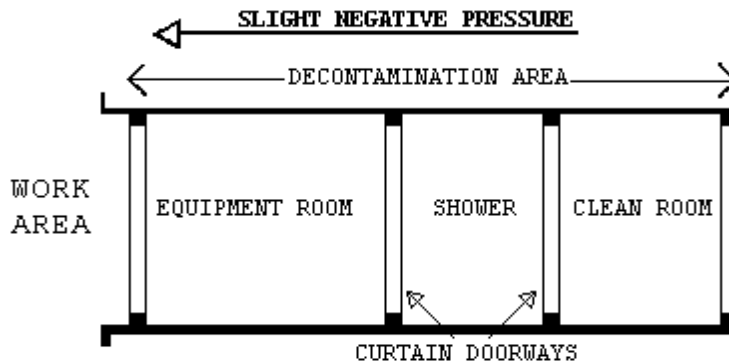 SLIGHT NEGATIVE PRESSURE
DECONTAMINATION AREA
WORK
AREA
EQUIPMENT ROOM
SHOWER
CLEAN ROOM
CURTAIN DOORWAYS